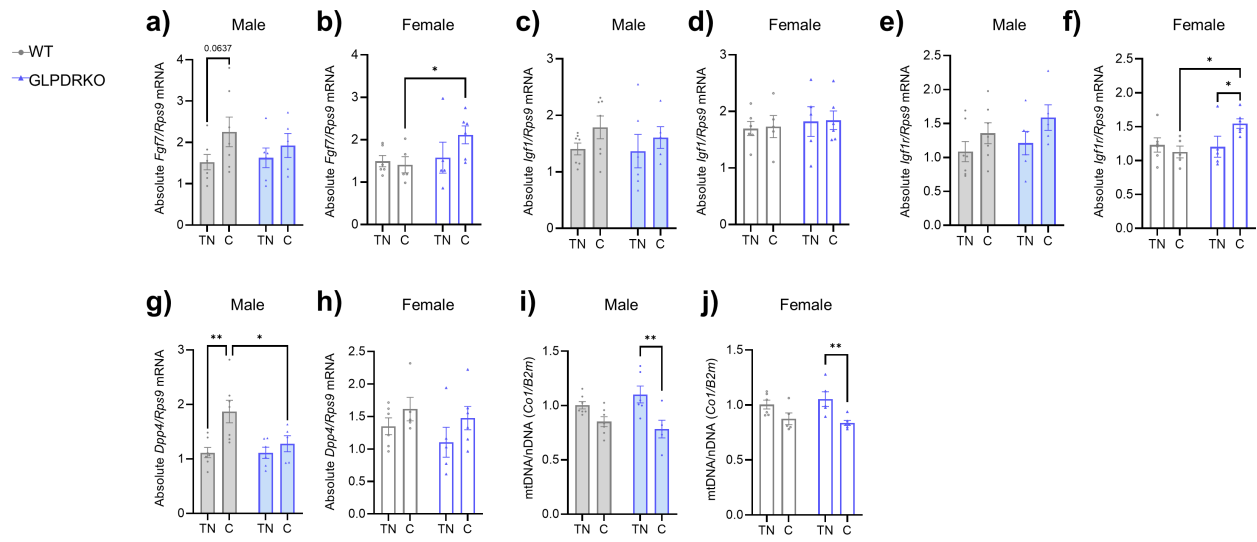 WT
GLPDRKO
a)
Male
Absolute Fgf7/Rps9 mRNA
4
3
2
1
0
0.0637
TN C TN C
b)
Female
Absolute Fgf7/Rps9 mRNA
4
3
2
1
0
*
TN C TN C
c)
Male
Absolute Igf1/Rps9 mRNA
3
2
1
0
TN C TN C
d)
Female
Absolute Igf1/Rps9 mRNA
3
2
1
0
TN C TN C
e)
Male
Absolute Igf1r/Rps9 mRNA
2.5
2.0
1.5
1.0
0.5
0.0
TN C TN C
f)
Female
Absolute Igf1r/Rps9 mRNA
2.5
2.0
1.5
1.0
0.5
0.0
*
*
TN C TN C
g)
Male
Absolute Dpp4/Rps9 mRNA
3
2
1
0
** *
TN C TN C
h)
Female
Absolute Dpp4/Rps9 mRNA
2.5
2.0
1.5
1.0
0.5
0.0
TN C TN C
i)
Male
mtDNA/nDNA (Co1/B2m)
1.5
1.0
0.5
0.0
**
TN C TN C
j)
Female
mtDNA/nDNA (Co1/B2m)
1.5
1.0
0.5
0.0
**
TN C TN C